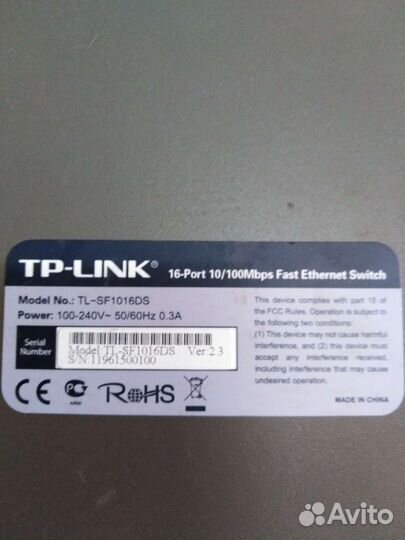 TP-LINK® 16-Port 10/100Mbps Fast Ethernet Switch
Model No.: TL-SF1016DS
Power: 100-240V~ 50/60Hz 0.3A
Serial
Number
Model TL-SF1016DS Ver 2.3
S/N 11961500100
This device complies with part 15 of
the FCC Rules. Operation is subject to
the following two conditions:
(1) This device may not cause harmful
interference, and (2) this device must
accept any interference received,
including interference that may cause
undesired operation.
CE
RoHS
MADE IN CHINA
Avito